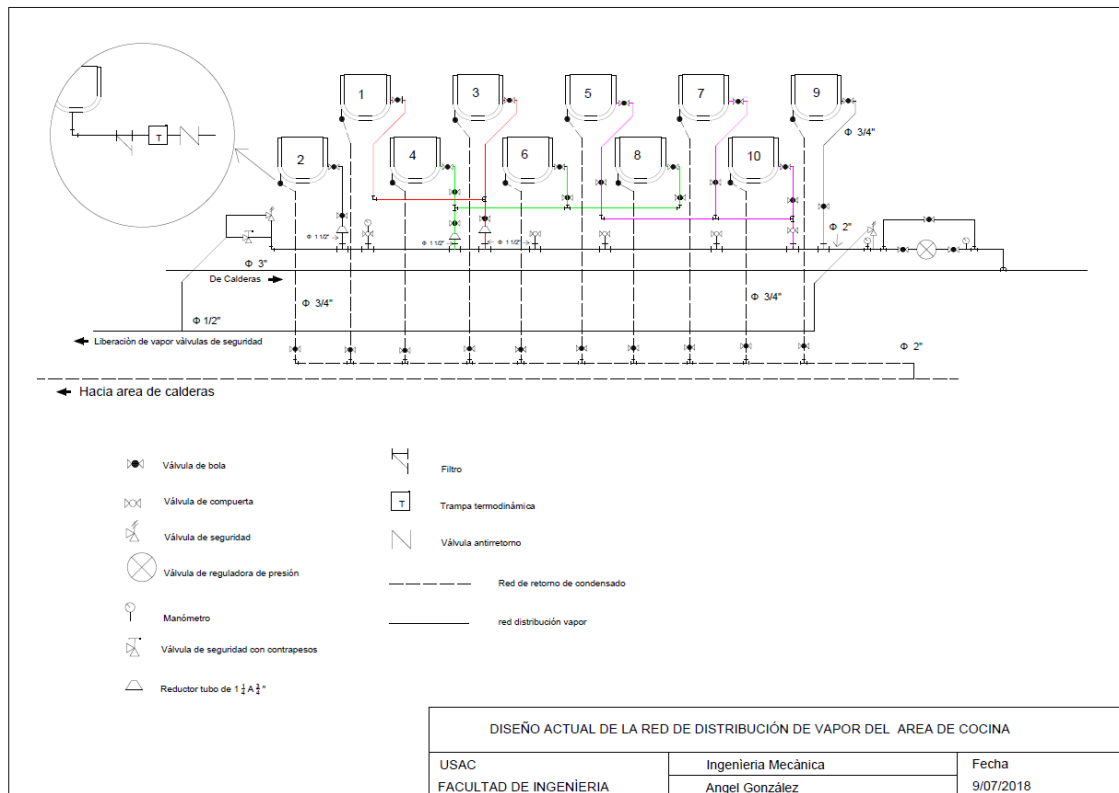 1
3
5
7
9
T
2
4
6
8
10
Φ 3/4"
Φ 1 1/2"
Φ 1 1/2"
Φ 1 1/2"
Φ 2"
Φ 3"
De Calderas
Φ 3/4"
Φ 3/4"
Φ 1/2"
Liberaciòn de vapor válvulas de seguridad
Φ 2"
Hacia area de calderas
Válvula de bola
Filtro
Válvula de compuerta
T
Trampa termodinámica
Válvula de seguridad
Válvula antirretorno
Válvula de reguladora de presión
Red de retorno de condensado
Manómetro
red distribución vapor
Válvula de seguridad con contrapesos
Reductor tubo de 1 1/4 A 3/4 "
DISEÑO ACTUAL DE LA RED DE DISTRIBUCIÓN DE VAPOR DEL AREA DE COCINA
USAC
Ingenìeria Mecànica
Fecha
FACULTAD DE INGENÌERIA
Angel González
9/07/2018